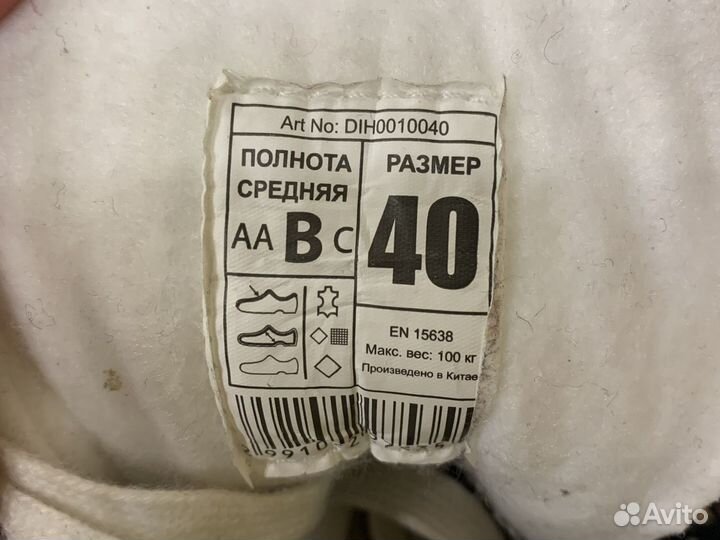 Art No: DIH0010040
ПОЛНОТА
СРЕДНЯЯ
AA B C
РАЗМЕР
40
EN 15638
Макс. вес: 100 кг
Произведено в Китае
Avito